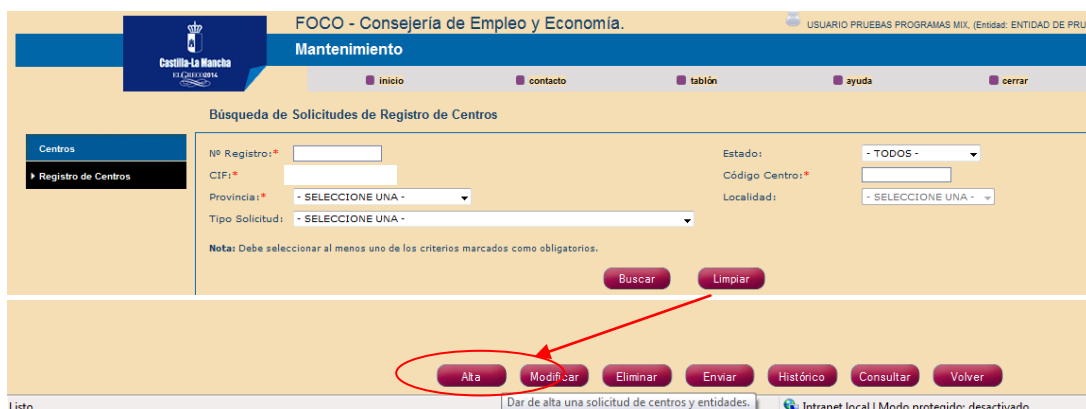 FOCO - Consejería de Empleo y Economía.
USUARIO PRUEBAS PROGRAMAS MIX, (Entidad: ENTIDAD DE PRU
Castilla-La Mancha
ELGRECO2014
Mantenimiento
inicio contacto tablón ayuda cerrar
Búsqueda de Solicitudes de Registro de Centros
Centros
Registro de Centros
Nº Registro:* Estado: - TODOS -
CIF:* Código Centro:*
Provincia:* - SELECCIONE UNA - Localidad: - SELECCIONE UNA -
Tipo Solicitud: - SELECCIONE UNA -
Nota: Debe seleccionar al menos uno de los criterios marcados como obligatorios.
Buscar Limpiar
Alta Modificar Eliminar Enviar Histórico Consultar Volver
Listo Dar de alta una solicitud de centros y entidades. Intranet local | Modo protegido: desactivado